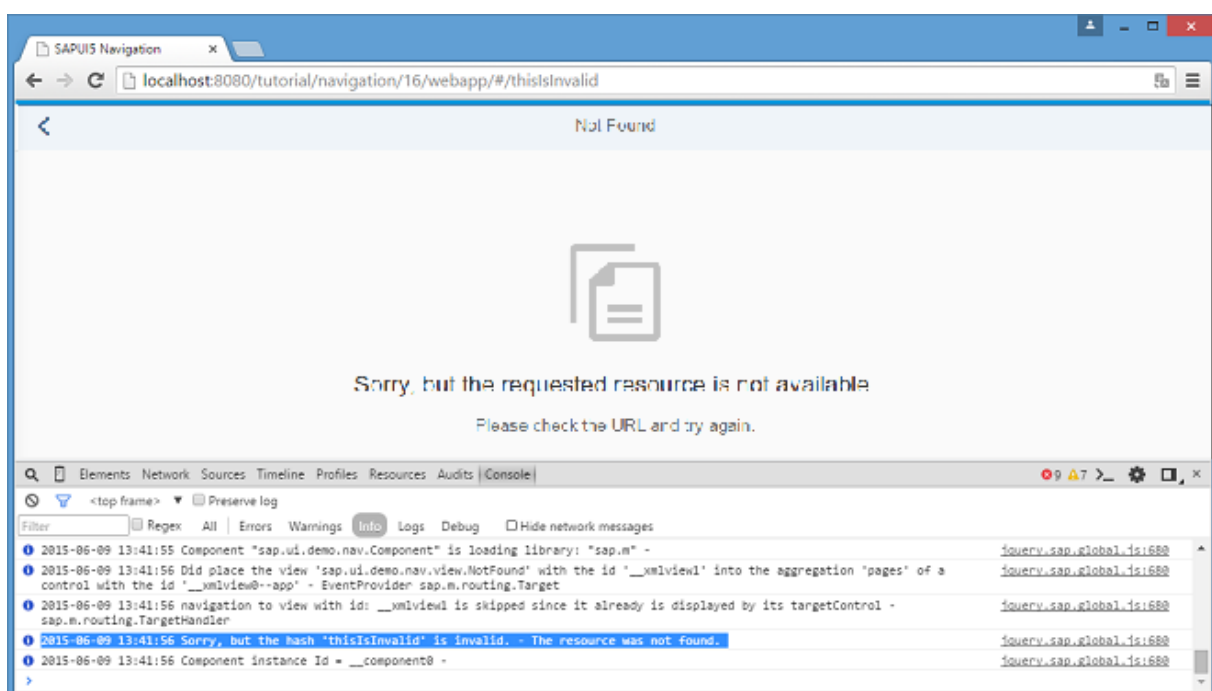 SAPUI5 Navigation
localhost:8080/tutorial/navigation/16/webapp/#/thisIsInvalid
Not Found
Sorry, but the requested resource is not available
Please check the URL and try again.
Elements Network Sources Timeline Profiles Resources Audits Console 9 7
<top frame> Preserve log
Filter Regex All Errors Warnings Info Logs Debug Hide network messages
2015-06-09 13:41:55 Component "sap.ui.demo.nav.Component" is loading library: "sap.m" - jquery.sap.global.js:680
2015-06-09 13:41:56 Did place the view 'sap.ui.demo.nav.view.NotFound' with the id '__xmlview1' into the aggregation 'pages' of a jquery.sap.global.js:680
control with the id '__xmlview0--app' - EventProvider sap.m.routing.Target
2015-06-09 13:41:56 navigation to view with id: __xmlview1 is skipped since it already is displayed by its targetControl - jquery.sap.global.js:680
sap.m.routing.TargetHandler
2015-06-09 13:41:56 Sorry, but the hash 'thisIsInvalid' is invalid. - The resource was not found. jquery.sap.global.js:680
2015-06-09 13:41:56 Component instance Id = __component0 - jquery.sap.global.js:680